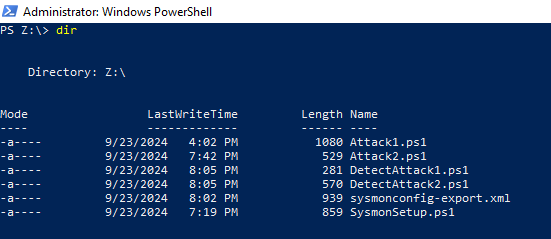 Administrator: Windows PowerShell
PS Z:\> dir
Directory: Z:\
Mode LastWriteTime Length Name
---- ------------- ------ ----
-a---- 9/23/2024 4:02 PM 1080 Attack1.ps1
-a---- 9/23/2024 7:42 PM 529 Attack2.ps1
-a---- 9/23/2024 8:05 PM 281 DetectAttack1.ps1
-a---- 9/23/2024 8:05 PM 570 DetectAttack2.ps1
-a---- 9/23/2024 8:02 PM 939 sysmonconfig-export.xml
-a---- 9/23/2024 7:19 PM 859 SysmonSetup.ps1